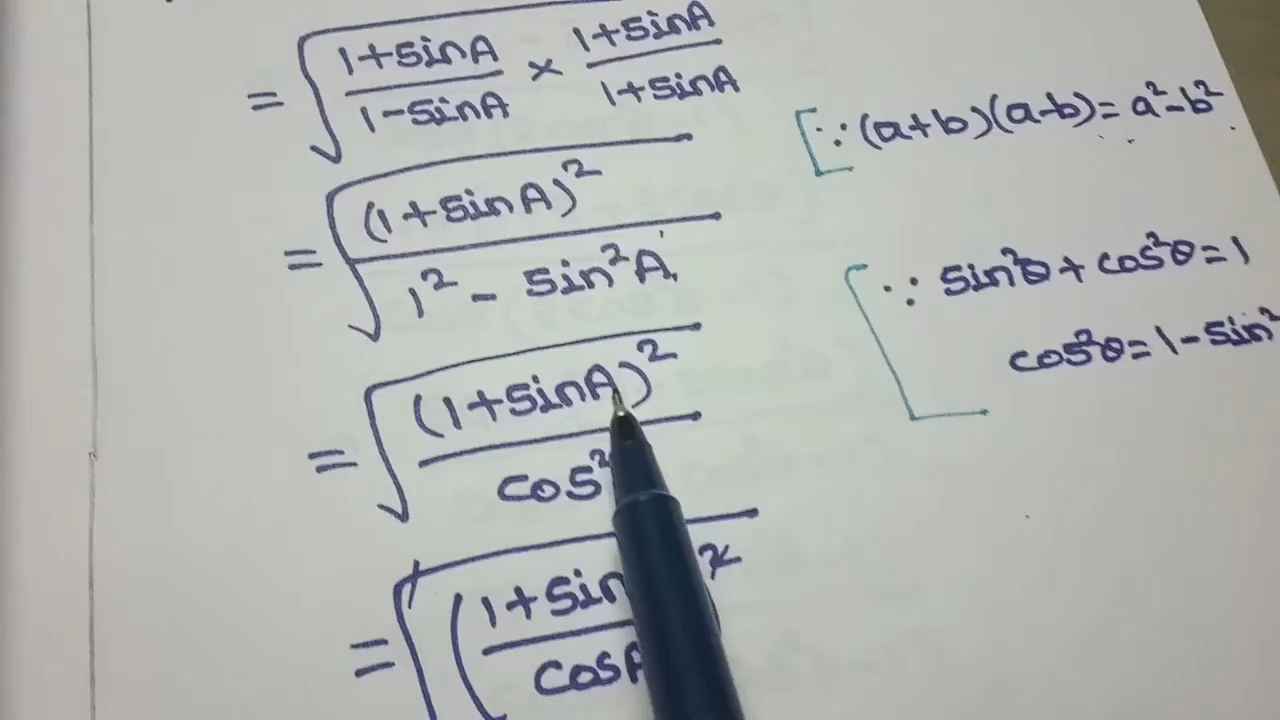 = √((1+sinA)/(1-sinA) × (1+sinA)/(1+sinA))
[∵ (a+b)(a-b) = a²-b²
= √((1+sinA)²/(1² - sin²A))
[∵ sin²θ + cos²θ = 1
cos²θ = 1 - sin²
= √((1+sinA)²/cos²
= √((1+sin
cosA